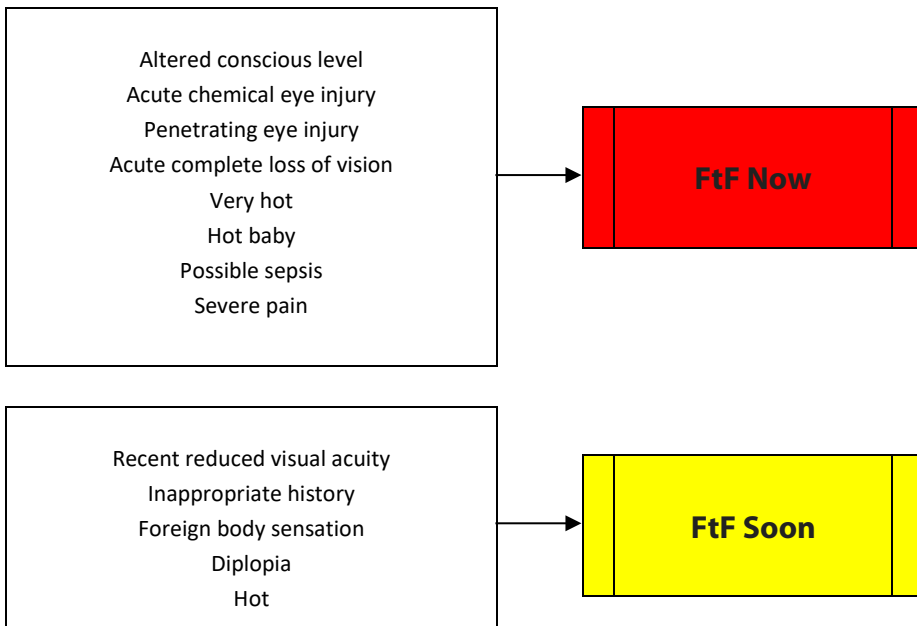 Altered conscious level
Acute chemical eye injury
Penetrating eye injury
Acute complete loss of vision
Very hot
Hot baby
Possible sepsis
Severe pain
FtF Now
Recent reduced visual acuity
Inappropriate history
Foreign body sensation
Diplopia
Hot
FtF Soon